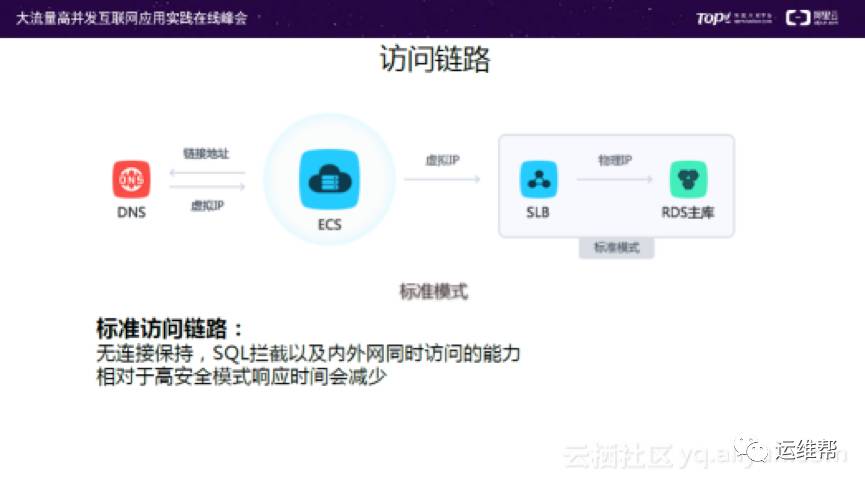 大流量高并发互联网应用实践在线峰会
TOP
阿里云
访问链路
链接地址
虚拟IP
DNS
ECS
虚拟IP
物理IP
SLB
RDS主库
标准模式
标准模式
标准访问链路：
无连接保持，SQL拦截以及内外网同时访问的能力
相对于高安全模式响应时间会减少
云栖社区
运维帮